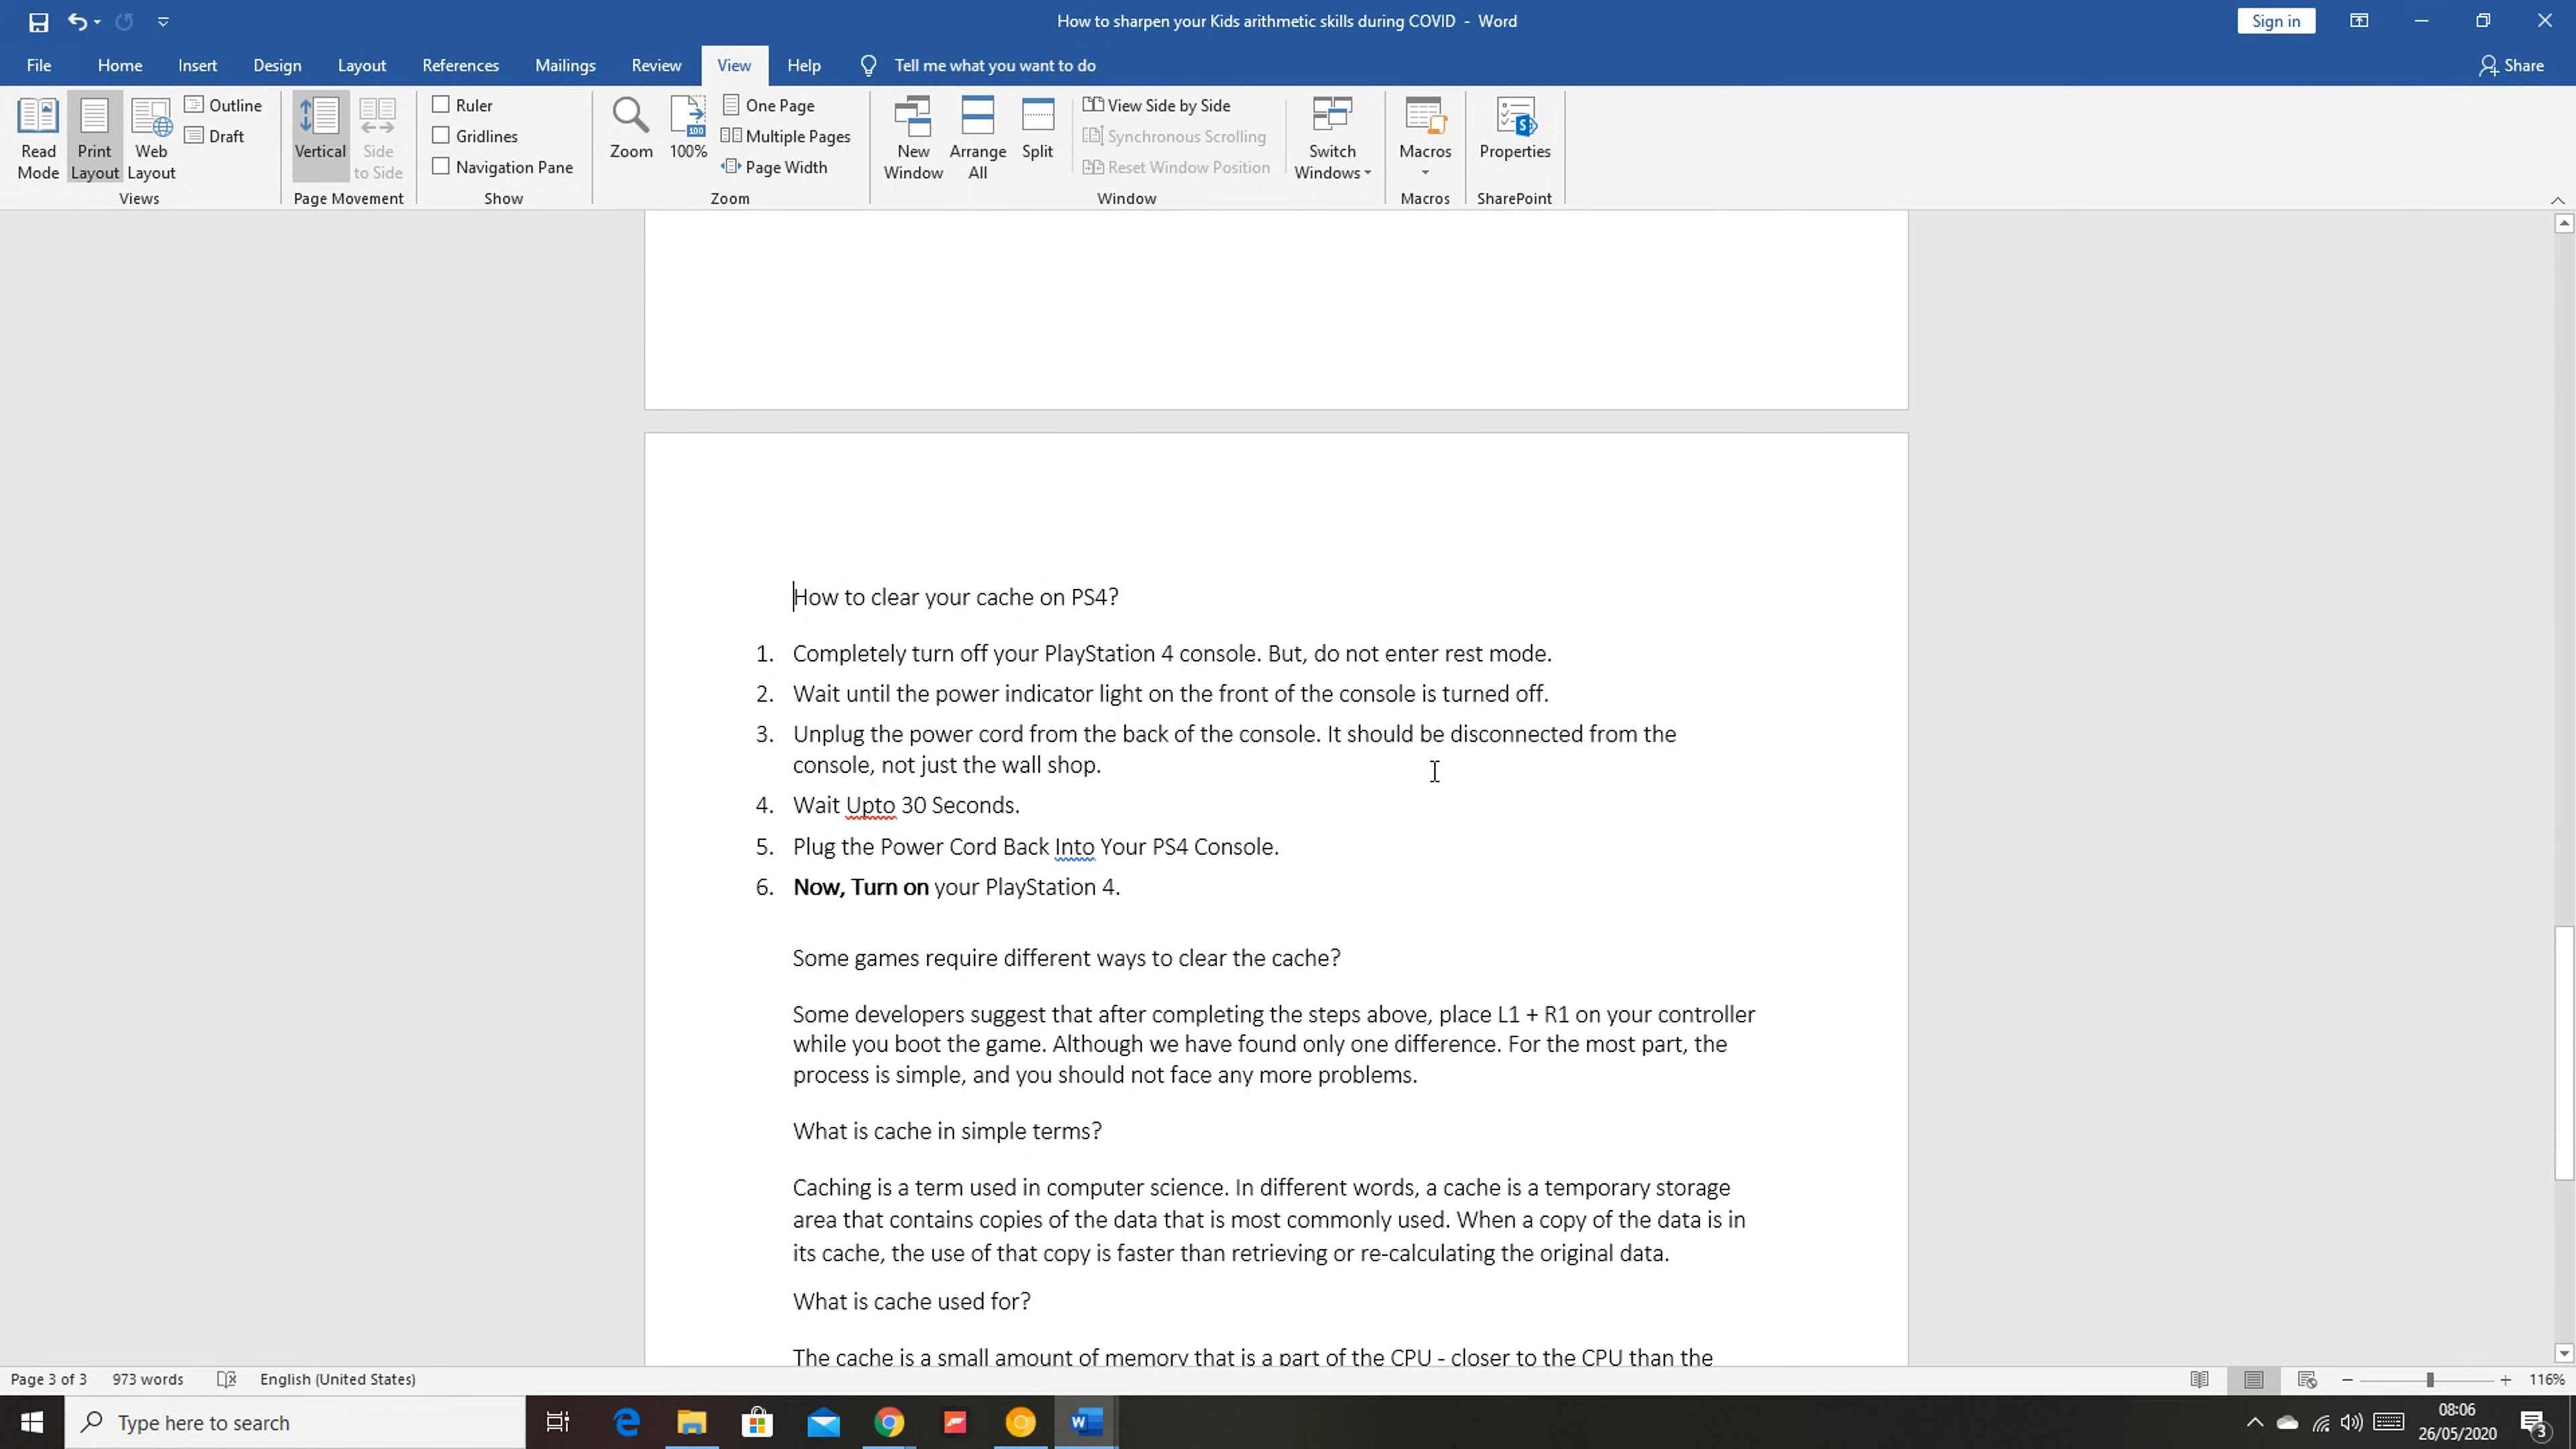 How to sharpen your Kids arithmetic skills during COVID - Word
Sign in
File Home Insert Design Layout References Mailings Review View Help Tell me what you want to do Share
Read Mode
Print Layout
Web Layout
Outline
Draft
Views
Vertical
Side to Side
Page Movement
Ruler
Gridlines
Navigation Pane
Show
Zoom
100
100%
One Page
Multiple Pages
Page Width
Zoom
New Window
Arrange All
Split
View Side by Side
Synchronous Scrolling
Reset Window Position
Switch Windows
Window
Macros
Macros
S
Properties
SharePoint
How to clear your cache on PS4?
1. Completely turn off your PlayStation 4 console. But, do not enter rest mode.
2. Wait until the power indicator light on the front of the console is turned off.
3. Unplug the power cord from the back of the console. It should be disconnected from the
console, not just the wall shop.
4. Wait Upto 30 Seconds.
5. Plug the Power Cord Back Into Your PS4 Console.
6. Now, Turn on your PlayStation 4.
Some games require different ways to clear the cache?
Some developers suggest that after completing the steps above, place L1 + R1 on your controller
while you boot the game. Although we have found only one difference. For the most part, the
process is simple, and you should not face any more problems.
What is cache in simple terms?
Caching is a term used in computer science. In different words, a cache is a temporary storage
area that contains copies of the data that is most commonly used. When a copy of the data is in
its cache, the use of that copy is faster than retrieving or re-calculating the original data.
What is cache used for?
The cache is a small amount of memory that is a part of the CPU - closer to the CPU than the
Page 3 of 3 973 words English (United States) 116%
Type here to search
W
08:06
26/05/2020
3